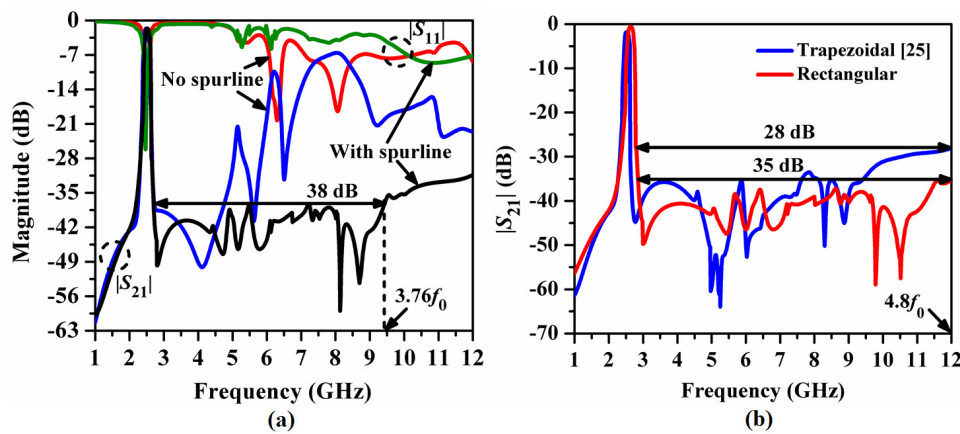 0
-7
-14
-21
-28
-35
-42
-49
-56
-63
Magnitude (dB)
|S11|
No spurline
With spurline
38 dB
|S21|
3.76f0
1 2 3 4 5 6 7 8 9 10 11 12
Frequency (GHz)
(a)
0
-10
-20
-30
-40
-50
-60
-70
|S21| (dB)
Trapezoidal [25]
Rectangular
28 dB
35 dB
4.8f0
1 2 3 4 5 6 7 8 9 10 11 12
Frequency (GHz)
(b)